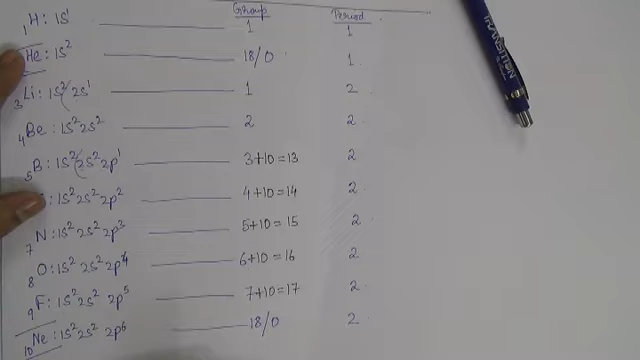 Group Period
₁H: 1S¹ 1 1
He: 1S² 18/0 1
₃Li: 1S² 2S¹ 1 2
₄Be: 1S² 2S² 2 2
₅B: 1S² 2S² 2p¹ 3+10=13 2
1S² 2S² 2p² 4+10=14 2
₇N: 1S² 2S² 2p³ 5+10=15 2
₈O: 1S² 2S² 2p⁴ 6+10=16 2
₉F: 1S² 2S² 2p⁵ 7+10=17 2
₁₀Ne: 1S² 2S² 2p⁶ 18/0 2